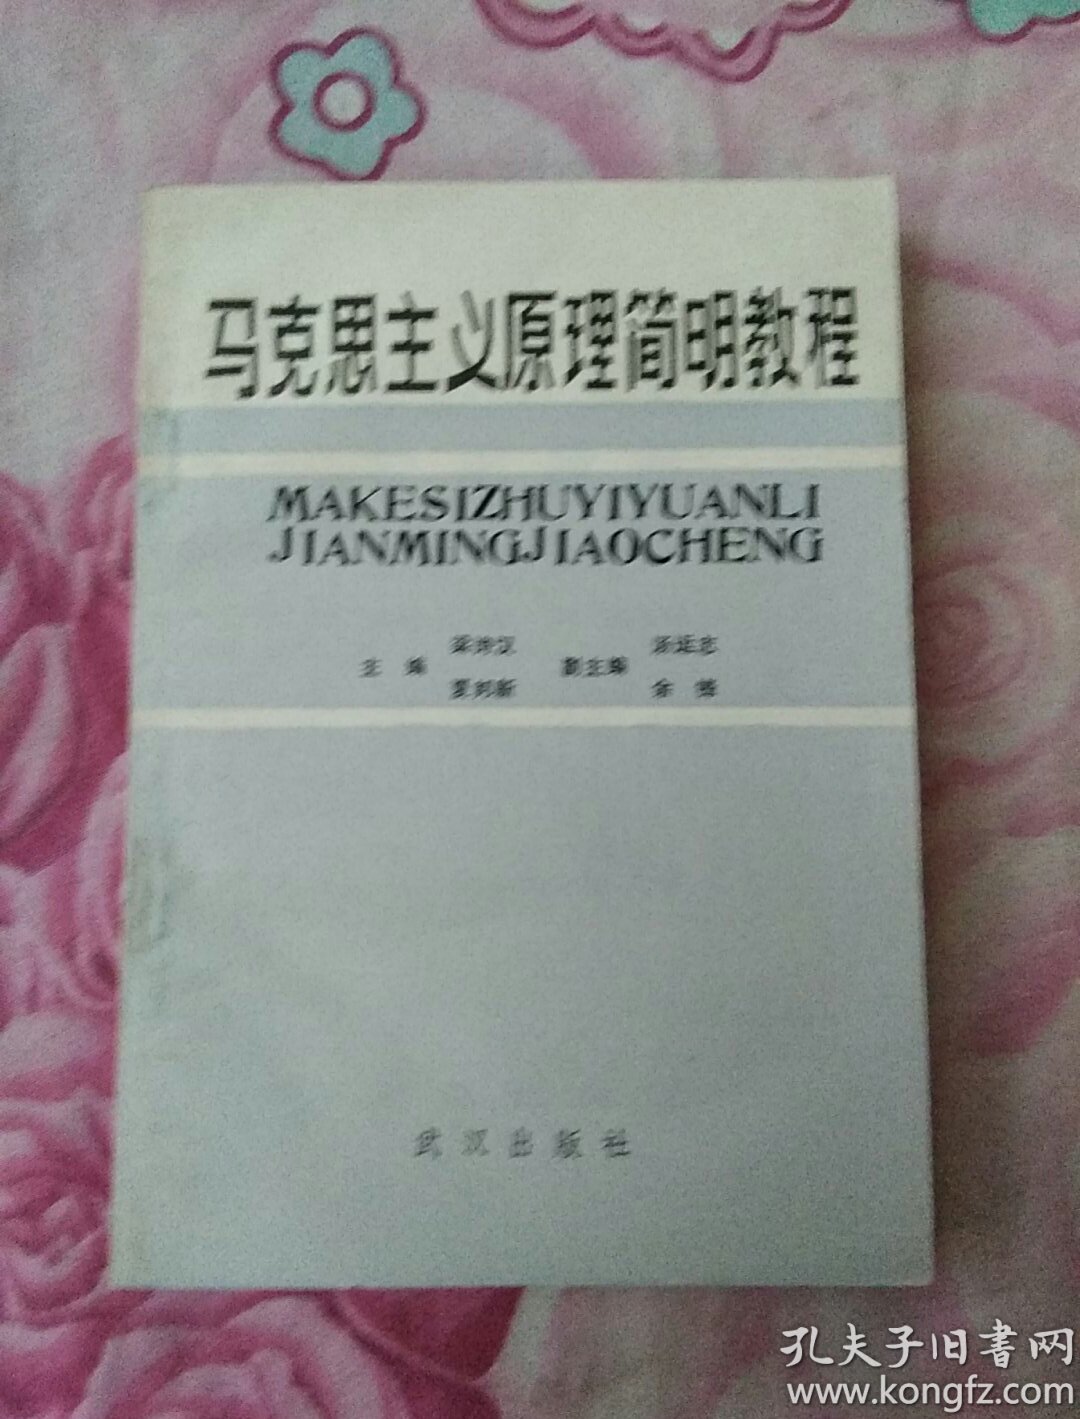 马克思主义原理简明教程
MAKESIZHUYIYUANLI
JIANMINGJIAOCHENG
主编 副主编
武汉出版社
孔夫子旧書网
www.kongfz.com